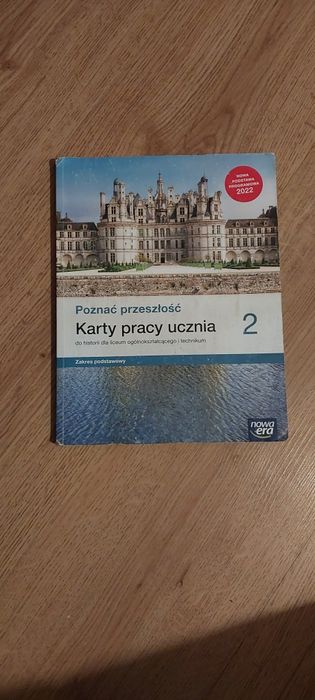 NOWA
PODSTAWA
PROGRAMOWA
2022
Poznać przeszłość
Karty pracy ucznia 2
do historii dla liceum ogólnokształcącego i technikum
Zakres podstawowy
nowa
era